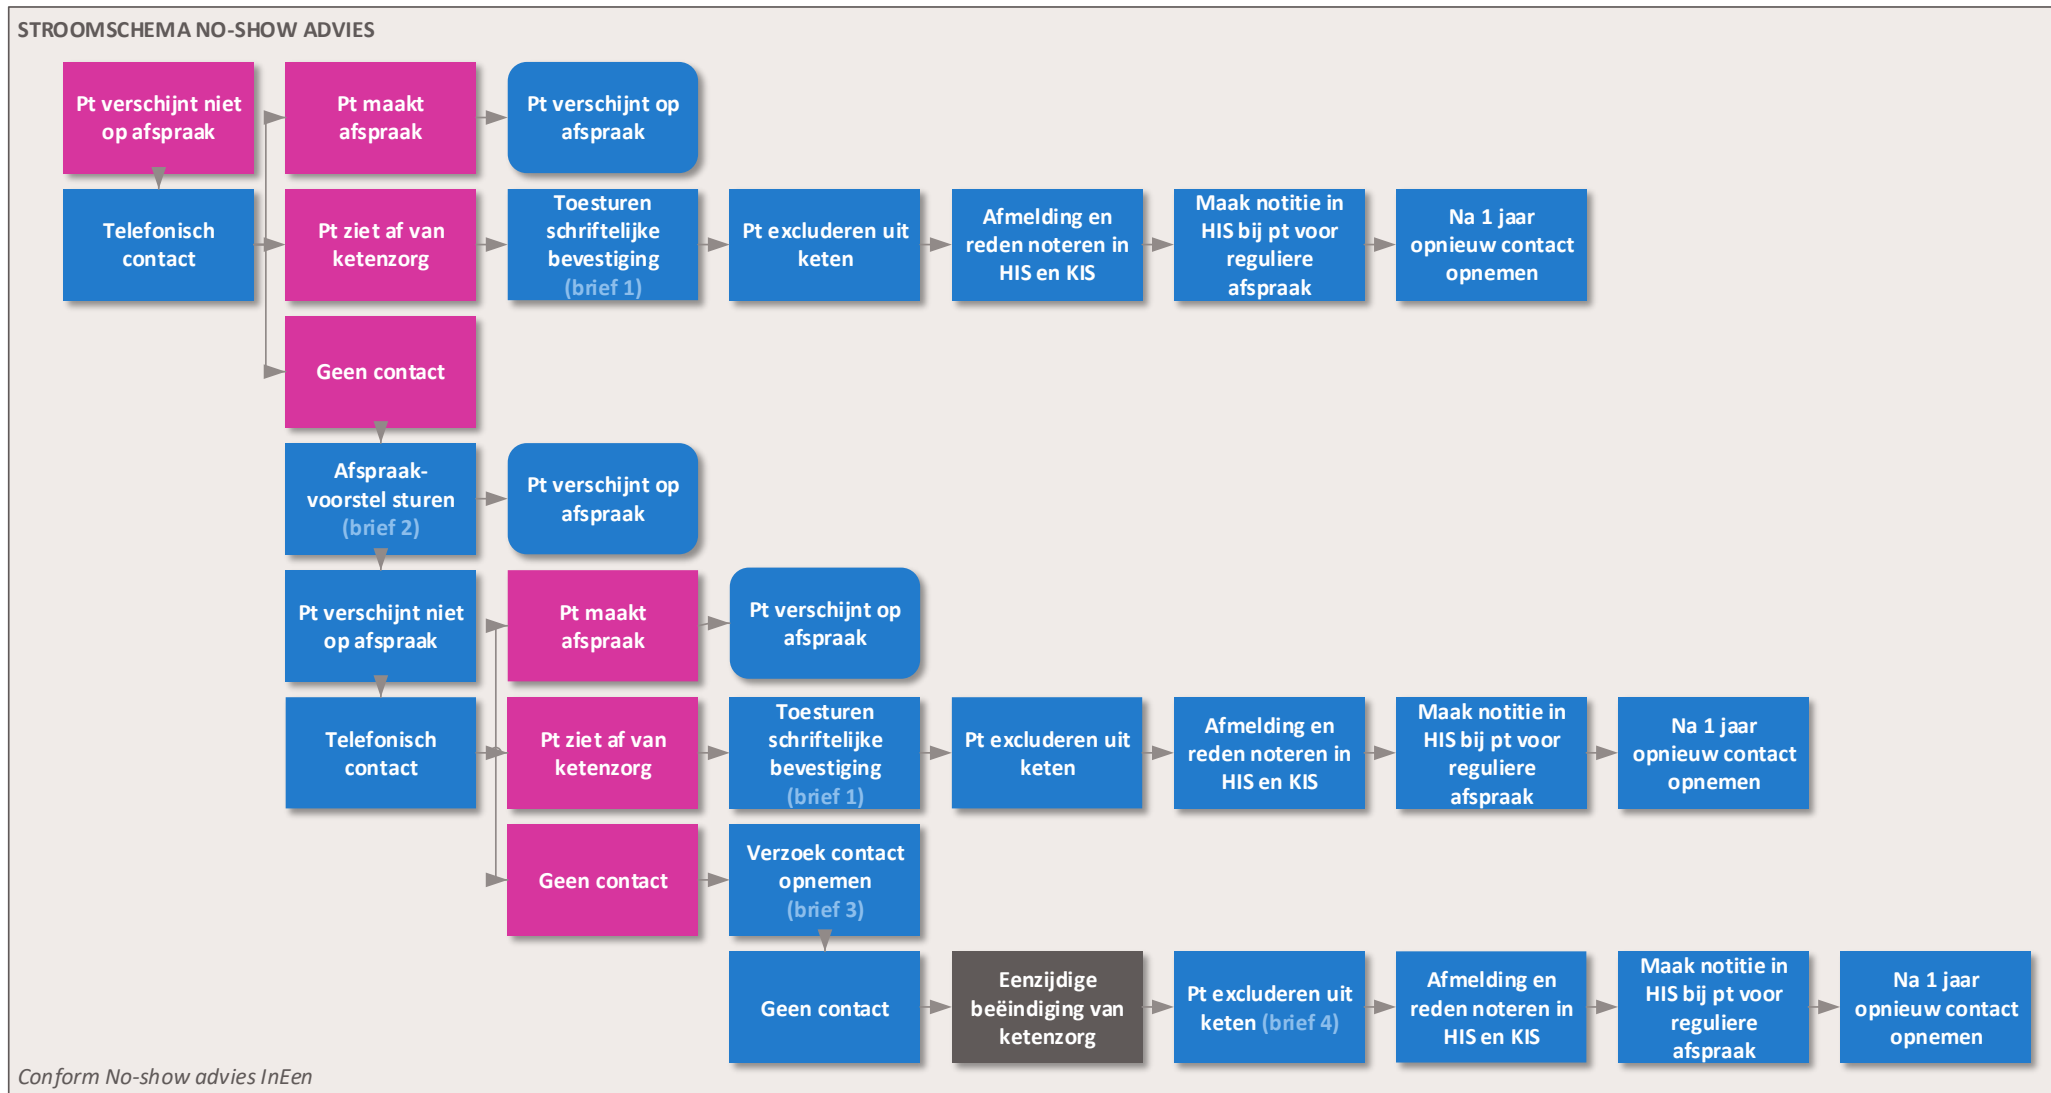 STROOMSCHEMA NO-SHOW ADVIES
Pt verschijnt niet
op afspraak
Pt maakt
afspraak
Pt verschijnt op
afspraak
Telefonisch
contact
Pt ziet af van
ketenzorg
Toesturen
schriftelijke
bevestiging
(brief 1)
Pt excluderen uit
keten
Afmelding en
reden noteren in
HIS en KIS
Maak notitie in
HIS bij pt voor
reguliere
afspraak
Na 1 jaar
opnieuw contact
opnemen
Geen contact
Afspraak-
voorstel sturen
(brief 2)
Pt verschijnt op
afspraak
Pt verschijnt niet
op afspraak
Pt maakt
afspraak
Pt verschijnt op
afspraak
Telefonisch
contact
Pt ziet af van
ketenzorg
Toesturen
schriftelijke
bevestiging
(brief 1)
Pt excluderen uit
keten
Afmelding en
reden noteren in
HIS en KIS
Maak notitie in
HIS bij pt voor
reguliere
afspraak
Na 1 jaar
opnieuw contact
opnemen
Geen contact
Verzoek contact
opnemen
(brief 3)
Geen contact
Eenzijdige
beëindiging van
ketenzorg
Pt excluderen uit
keten (brief 4)
Afmelding en
reden noteren in
HIS en KIS
Maak notitie in
HIS bij pt voor
reguliere
afspraak
Na 1 jaar
opnieuw contact
opnemen
Conform No-show advies InEen